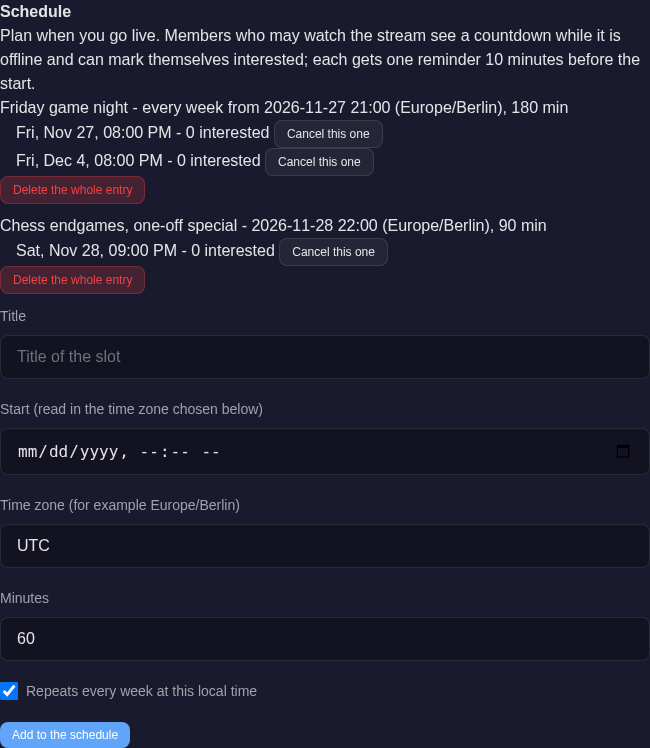 Schedule
Plan when you go live. Members who may watch the stream see a countdown while it is
offline and can mark themselves interested; each gets one reminder 10 minutes before the
start.
Friday game night - every week from 2026-11-27 21:00 (Europe/Berlin), 180 min
Fri, Nov 27, 08:00 PM - 0 interested Cancel this one
Fri, Dec 4, 08:00 PM - 0 interested Cancel this one
Delete the whole entry
Chess endgames, one-off special - 2026-11-28 22:00 (Europe/Berlin), 90 min
Sat, Nov 28, 09:00 PM - 0 interested Cancel this one
Delete the whole entry
Title
Title of the slot
Start (read in the time zone chosen below)
mm/dd/yyyy, --:-- --
Time zone (for example Europe/Berlin)
UTC
Minutes
60
Repeats every week at this local time
Add to the schedule